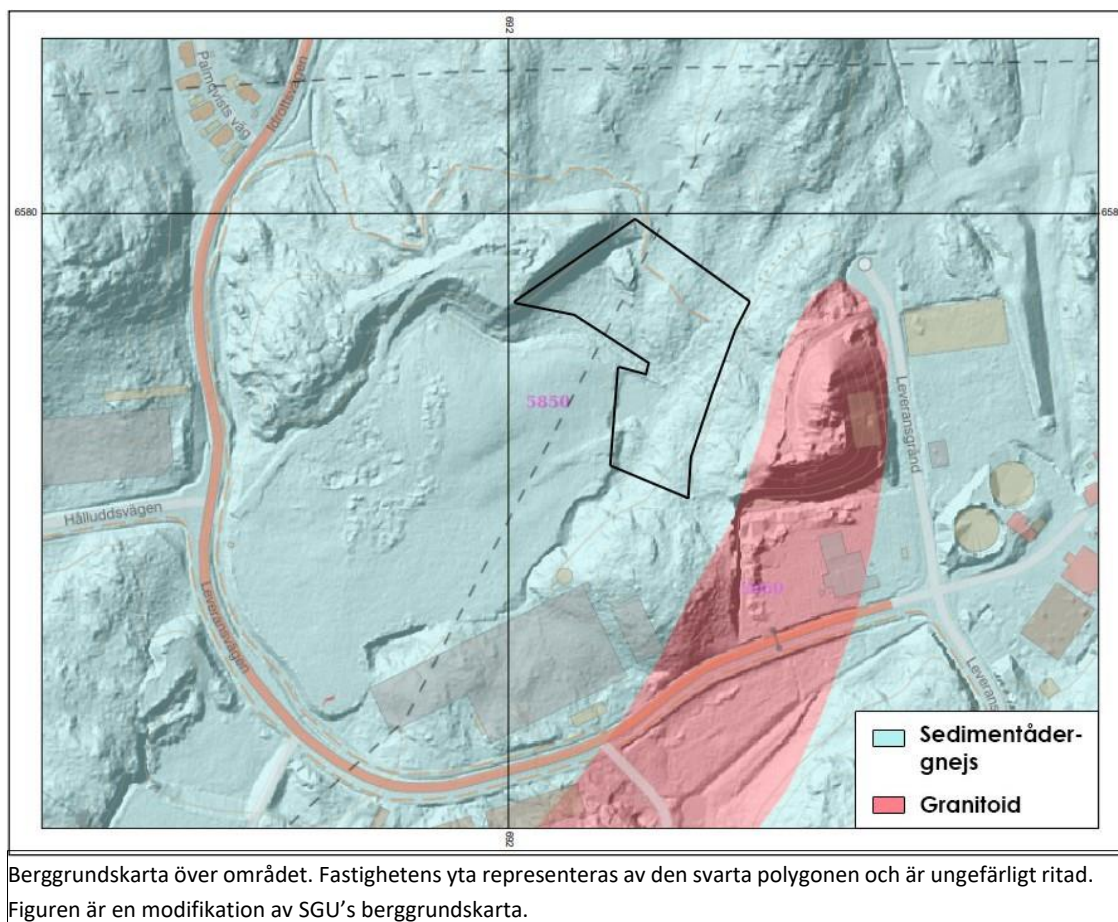 692
Palmqvists väg
Idrottsvägen
6580
658
5850
Leveransgränd
Hålluddsvägen
Leveransvägen
Leverans
Sedimentåder-
gnejs
Granitoid
692
Berggrundskarta över området. Fastighetens yta representeras av den svarta polygonen och är ungefärligt ritad.
Figuren är en modifikation av SGU's berggrundskarta.